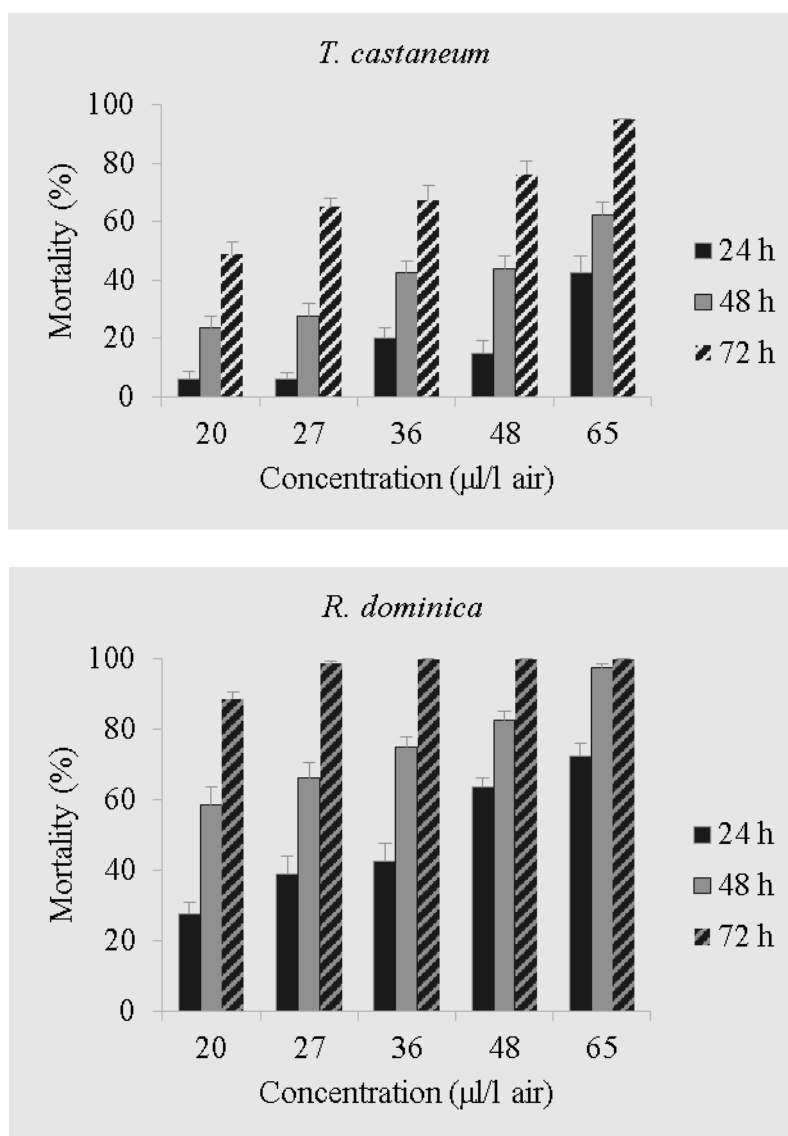 T. castaneum
100
80
60
40
20
0
Mortality (%)
20 27 36 48 65
Concentration (µl/l air)
24 h
48 h
72 h
R. dominica
100
80
60
40
20
0
Mortality (%)
20 27 36 48 65
Concentration (µl/l air)
24 h
48 h
72 h